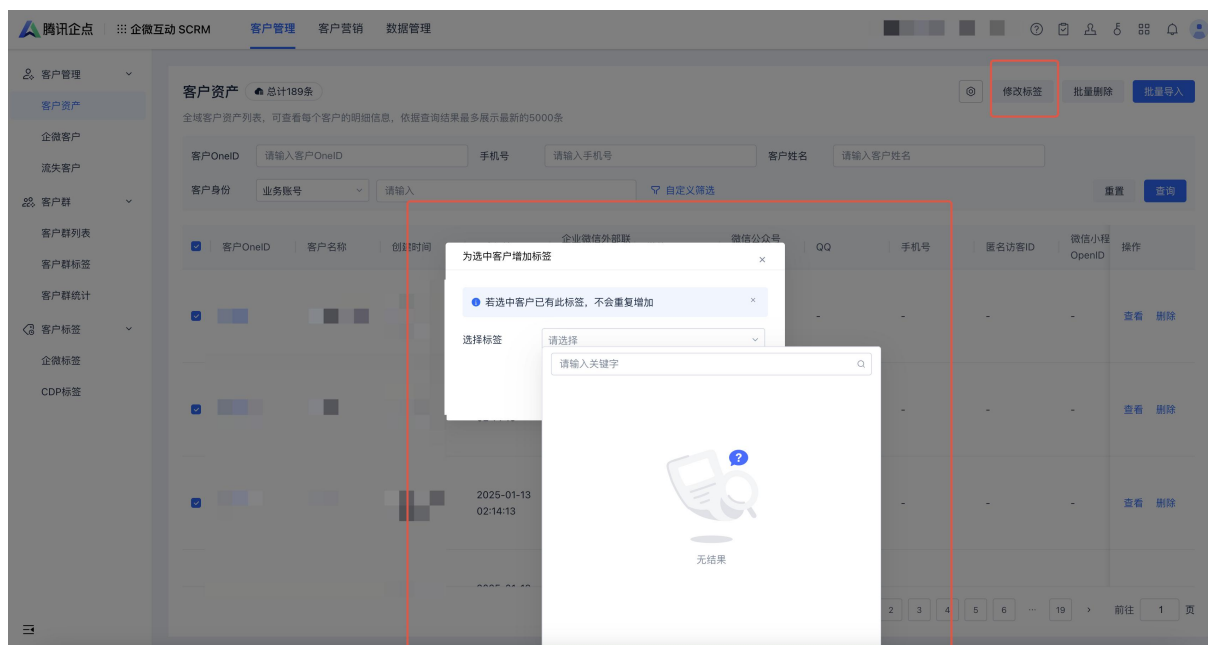 腾讯企点 企微互动 SCRM 客户管理 客户营销 数据管理
客户管理
客户资产
企微客户
流失客户
客户群
客户群列表
客户群标签
客户群统计
客户标签
企微标签
CDP标签
客户资产 总计189条 修改标签 批量删除 批量导入
全域客户资产列表，可查看每个客户的明细信息，依据查询结果最多展示最新的5000条
客户OneID 请输入客户OneID 手机号 请输入手机号 客户姓名 请输入客户姓名
客户身份 业务账号 请输入 自定义筛选 重置 查询
客户OneID 客户名称 创建时间 企业微信外部联 微信公众号 QQ 手机号 匿名访客ID 微信小程 OpenID 操作
为选中客户增加标签
若选中客户已有此标签，不会重复增加
选择标签 请选择
请输入关键字
?
无结果
- - - - 查看 删除
- - - 查看 删除
2025-01-13
02:14:13
- - - 查看 删除
2 3 4 5 6 ... 19 前往 1 页